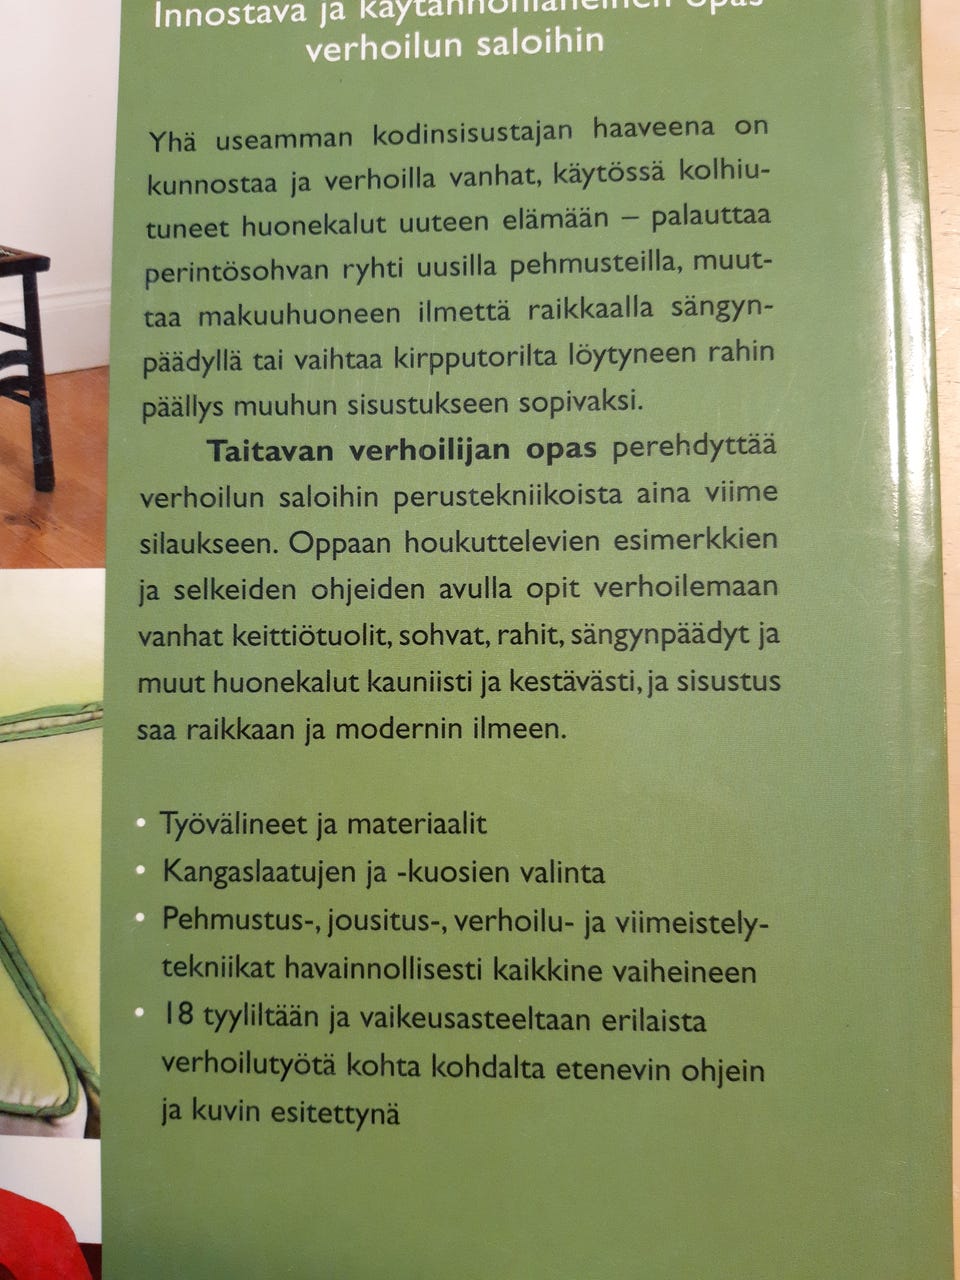 Innostava ja käytännönläheinen opas
verhoilun saloihin
Yhä useamman kodinsisustajan haaveena on
kunnostaa ja verhoilla vanhat, käytössä kolhiu-
tuneet huonekalut uuteen elämään – palauttaa
perintösohvan ryhti uusilla pehmusteilla, muut-
taa makuuhuoneen ilmettä raikkaalla sängyn-
päädyllä tai vaihtaa kirpputorilta löytyneen rahin
päällys muuhun sisustukseen sopivaksi.
Taitavan verhoilijan opas perehdyttää
verhoilun saloihin perustekniikoista aina viime
silaukseen. Oppaan houkuttelevien esimerkkien
ja selkeiden ohjeiden avulla opit verhoilemaan
vanhat keittiötuolit, sohvat, rahit, sängynpäädyt ja
muut huonekalut kauniisti ja kestävästi, ja sisustus
saa raikkaan ja modernin ilmeen.
• Työvälineet ja materiaalit
• Kangaslaatujen ja -kuosien valinta
• Pehmustus-, jousitus-, verhoilu- ja viimeistely-
tekniikat havainnollisesti kaikkine vaiheineen
• 18 tyyliltään ja vaikeusasteeltaan erilaista
verhoilutyötä kohta kohdalta etenevin ohjein
ja kuvin esitettynä